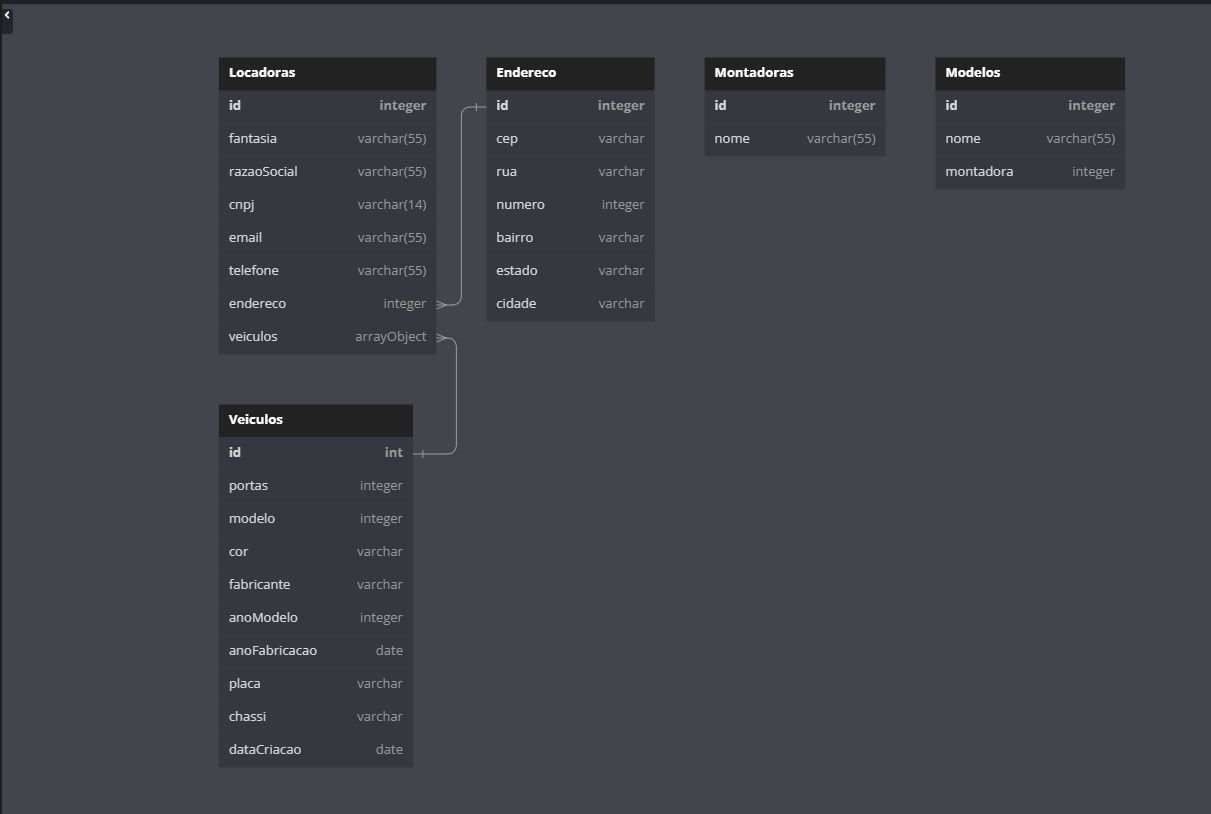 Locadoras
id integer
fantasia varchar(55)
razaoSocial varchar(55)
cnpj varchar(14)
email varchar(55)
telefone varchar(55)
endereco integer
veiculos arrayObject
Endereco
id integer
cep varchar
rua varchar
numero integer
bairro varchar
estado varchar
cidade varchar
Montadoras
id integer
nome varchar(55)
Modelos
id integer
nome varchar(55)
montadora integer
Veiculos
id int
portas integer
modelo integer
cor varchar
fabricante varchar
anoModelo integer
anoFabricacao date
placa varchar
chassi varchar
dataCriacao date